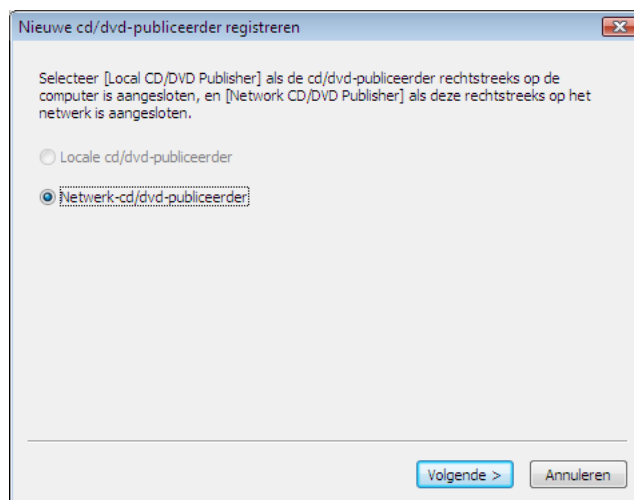 Nieuwe cd/dvd-publiceerder registreren
Selecteer [Local CD/DVD Publisher] als de cd/dvd-publiceerder rechtstreeks op de
computer is aangesloten, en [Network CD/DVD Publisher] als deze rechtstreeks op het
netwerk is aangesloten.
Locale cd/dvd-publiceerder
Netwerk-cd/dvd-publiceerder
Volgende >
Annuleren